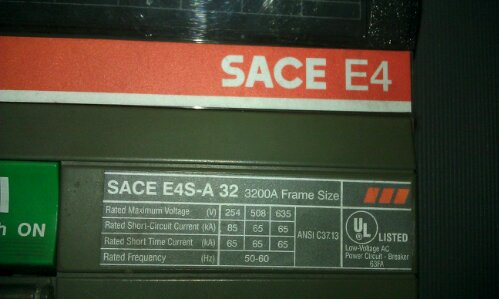 SACE E4
SACE E4S-A 32 3200A Frame Size
Rated Maximum Voltage (V) 254 508 635
Rated Short-Circuit Current (kA) 85 65 65
Rated Short Time Current (kA) 65 65 65
Rated Frequency (Hz) 50-60
ANSI C37.13
UL LISTED
Low-Voltage AC
Power Circuit - Breaker
63FA
h ON